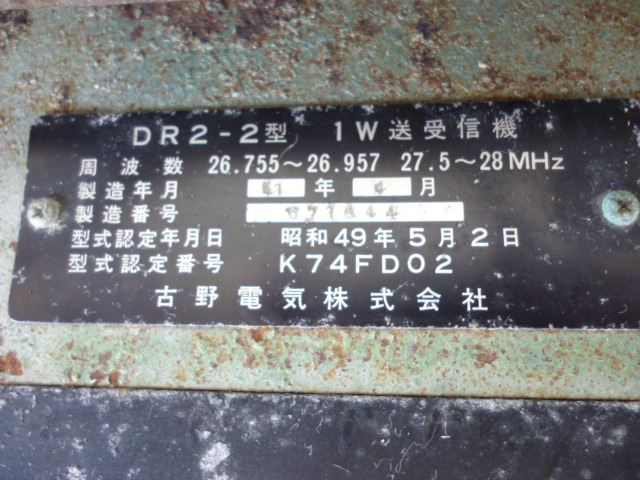 DR2-2型 1W送受信機
周波数 26.755～26.957 27.5～28MHz
製造年月 51年 4月
製造番号
型式認定年月日 昭和49年5月2日
型式認定番号 K74FD02
古野電気株式会社